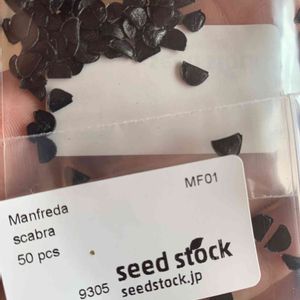 MF01
Manfreda
scabra
50 pcs
seed stock
9305 seedstock.jp